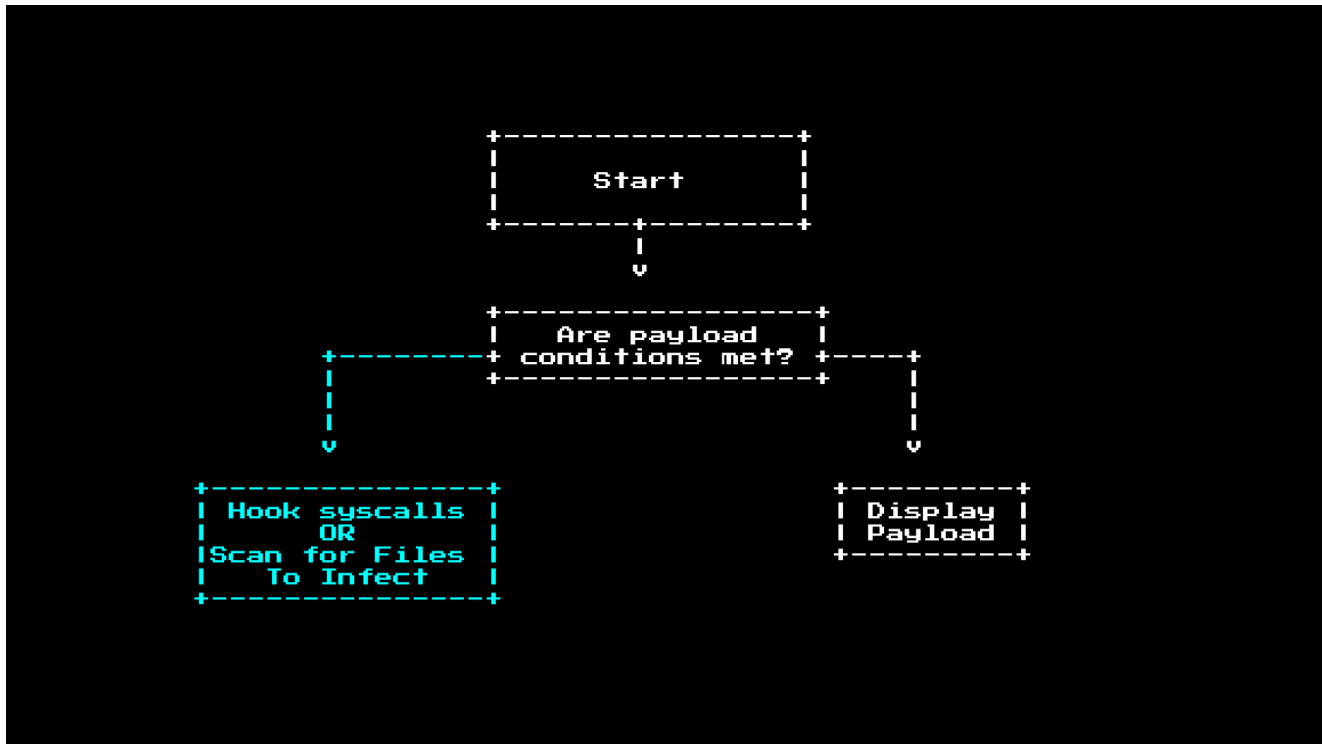 Start
Are payload
conditions met?
Hook syscalls
OR
Scan for Files
To Infect
Display
Payload